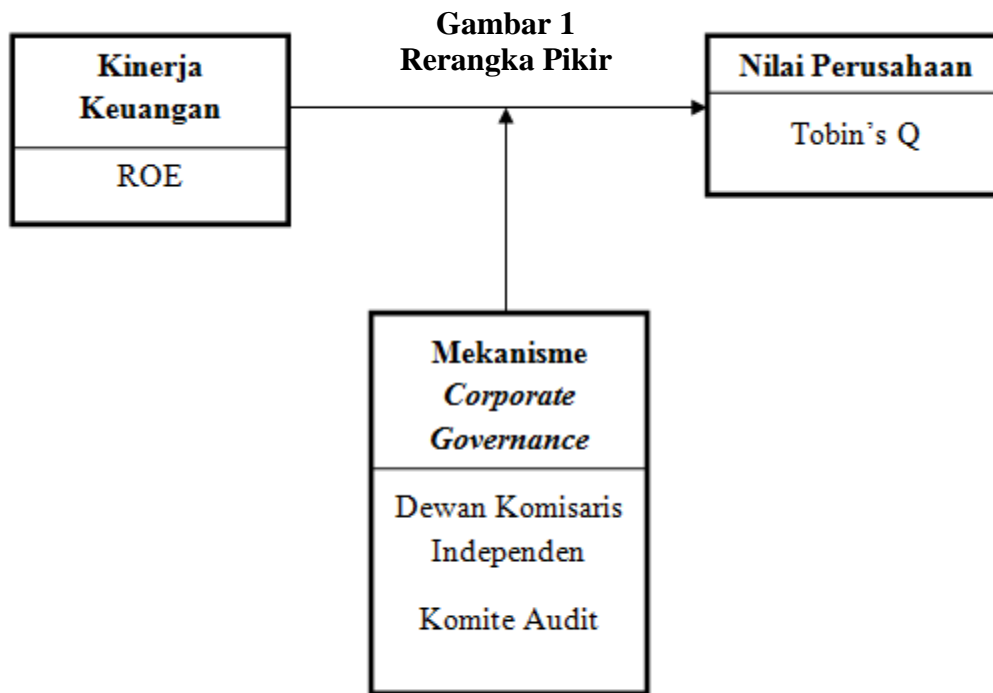 Gambar 1
Rerangka Pikir
Kinerja
Keuangan
ROE
Nilai Perusahaan
Tobin’s Q
Mekanisme
Corporate
Governance
Dewan Komisaris
Independen
Komite Audit